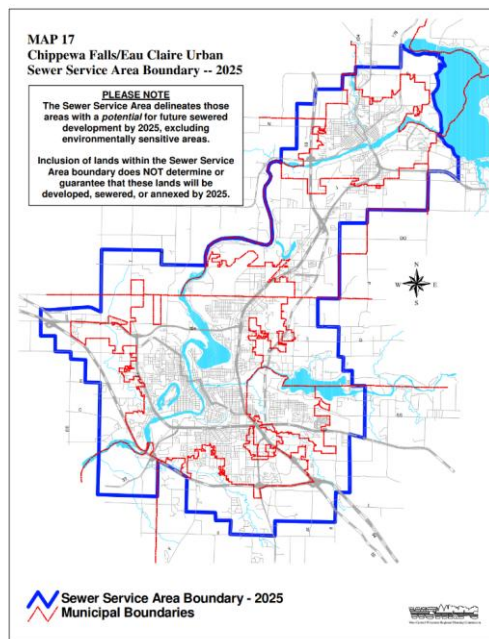 MAP 17
Chippewa Falls/Eau Claire Urban
Sewer Service Area Boundary -- 2025
PLEASE NOTE
The Sewer Service Area delineates those
areas with a potential for future sewered
development by 2025, excluding
environmentally sensitive areas.
Inclusion of lands within the Sewer Service
Area boundary does NOT determine or
guarantee that these lands will be
developed, sewered, or annexed by 2025.
N
W E
S
Sewer Service Area Boundary - 2025
Municipal Boundaries